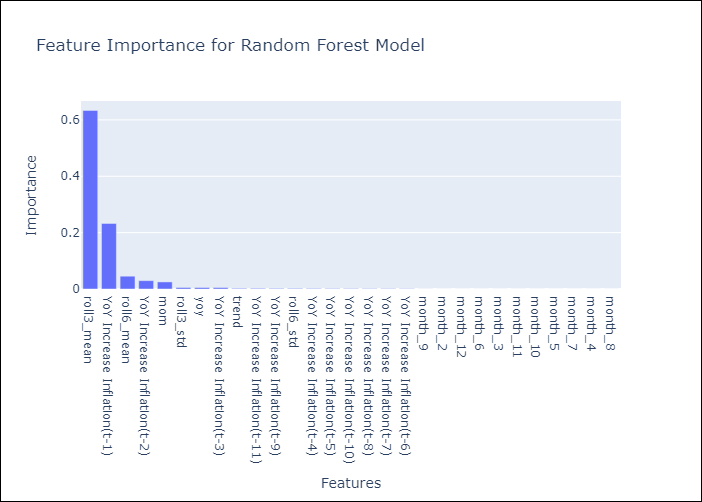 Feature Importance for Random Forest Model
Importance
0.6
0.4
0.2
0
roll3_mean
YoY Increase Inflation(t-1)
roll6_mean
YoY Increase Inflation(t-2)
mom
roll3_std
yoy
YoY Increase Inflation(t-3)
trend
YoY Increase Inflation(t-11)
YoY Increase Inflation(t-9)
roll6_std
YoY Increase Inflation(t-4)
YoY Increase Inflation(t-5)
YoY Increase Inflation(t-10)
YoY Increase Inflation(t-8)
YoY Increase Inflation(t-7)
YoY Increase Inflation(t-6)
month_9
month_2
month_12
month_6
month_3
month_11
month_10
month_5
month_7
month_4
month_8
Features